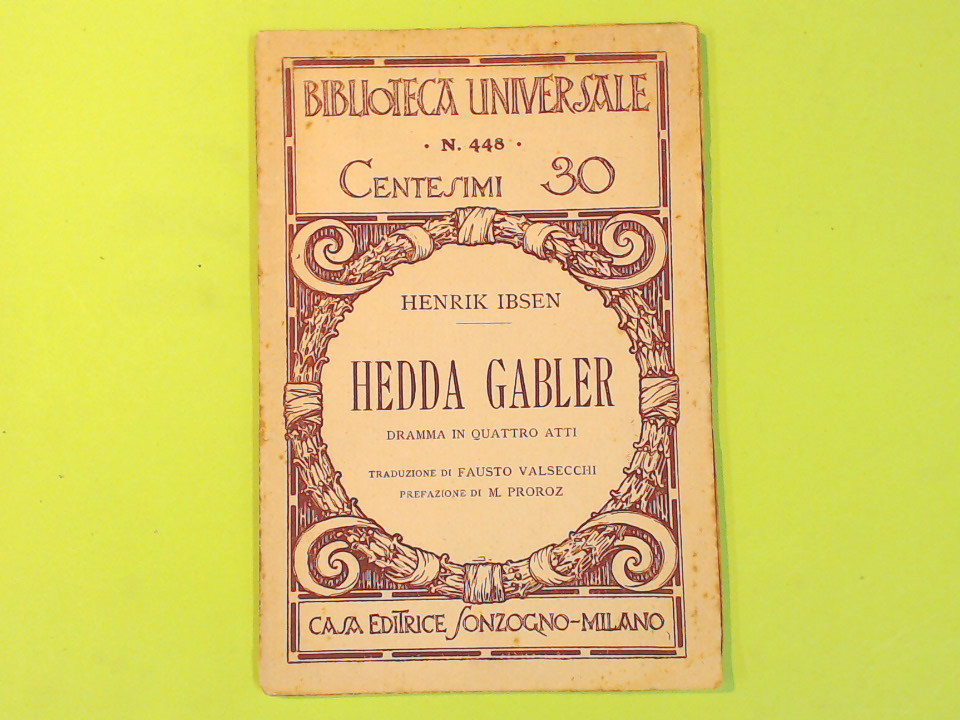 BIBLIOTECA UNIVERSALE
· N. 448 ·
CENTESIMI 30
HENRIK IBSEN
HEDDA GABLER
DRAMMA IN QUATTRO ATTI
TRADUZIONE DI FAUSTO VALSECCHI
PREFAZIONE DI M. PROROZ
CASA EDITRICE SONZOGNO-MILANO